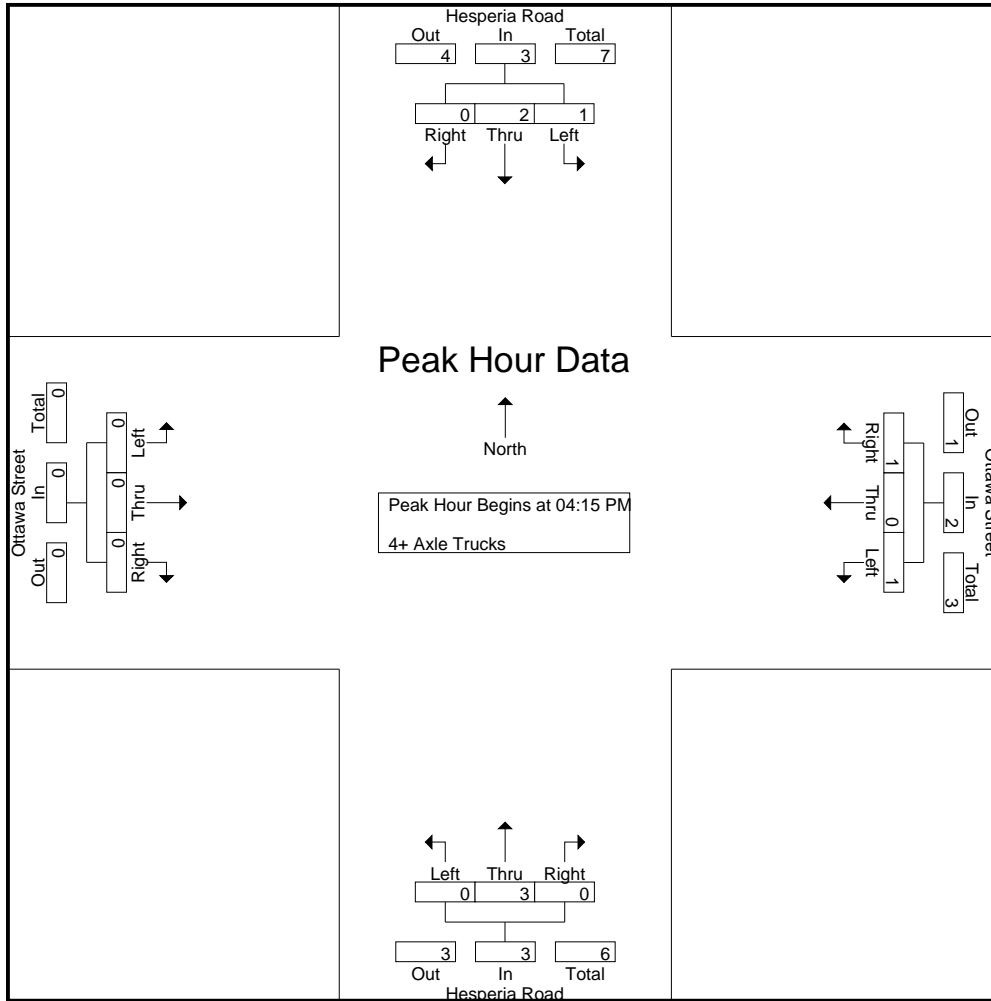 Hesperia Road
Out In Total
4 3 7
0 2 1
Right Thru Left
Peak Hour Data
North
Peak Hour Begins at 04:15 PM
4+ Axle Trucks
Ottawa Street
Out In Total
0 0 0
0 0 0
Right Thru Left
Ottawa Street
Out In Total
1 2 3
1 0 1
Right Thru Left
Left Thru Right
0 3 0
3 3 6
Out In Total
Hesperia Road